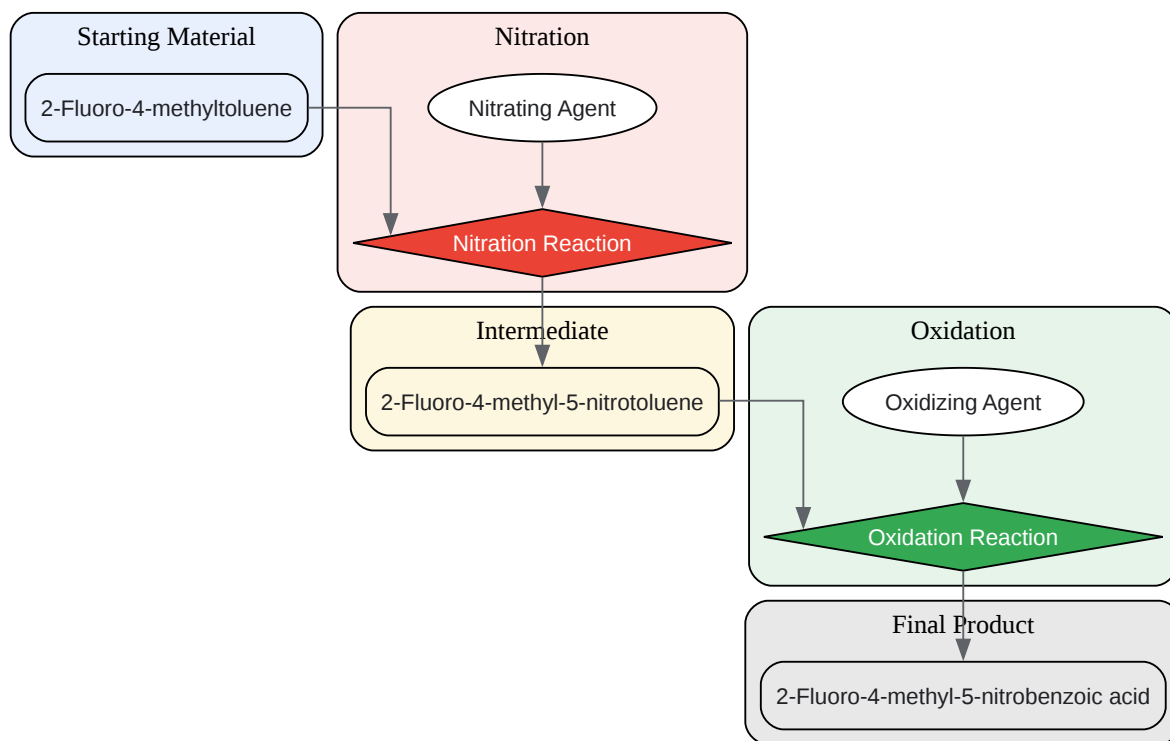 Starting Material
2-Fluoro-4-methyltoluene
Nitration
Nitrating Agent
Nitration Reaction
Intermediate
2-Fluoro-4-methyl-5-nitrotoluene
Oxidation
Oxidizing Agent
Oxidation Reaction
Final Product
2-Fluoro-4-methyl-5-nitrobenzoic acid